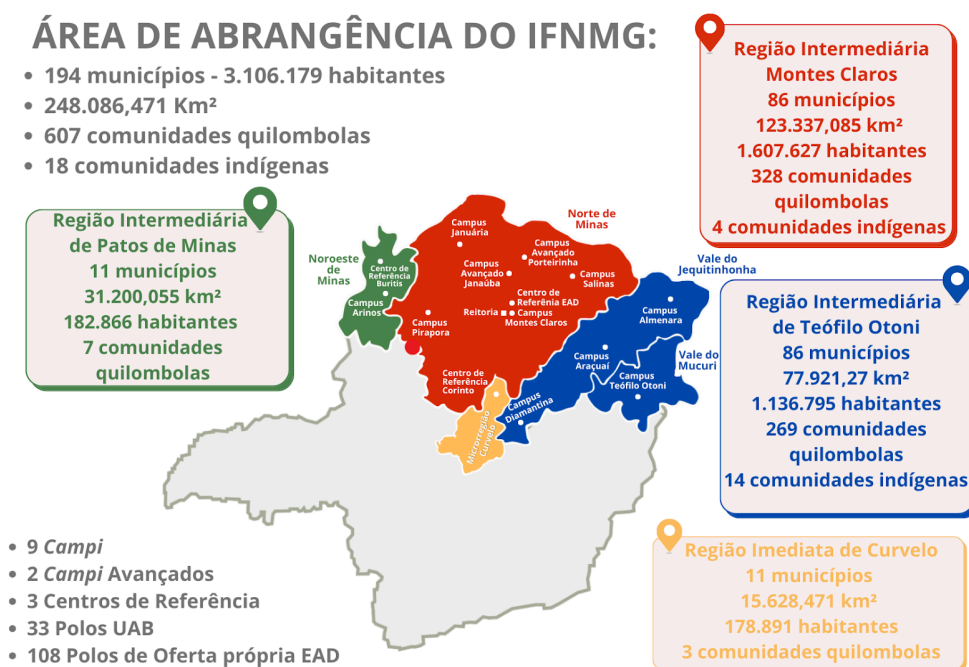 ÁREA DE ABRANGÊNCIA DO IFNMG:
• 194 municípios - 3.106.179 habitantes
• 248.086,471 Km²
• 607 comunidades quilombolas
• 18 comunidades indígenas
Região Intermediária
Montes Claros
86 municípios
123.337,085 km²
1.607.627 habitantes
328 comunidades
quilombolas
4 comunidades indígenas
Região Intermediária
de Patos de Minas
11 municípios
31.200,055 km²
182.866 habitantes
7 comunidades
quilombolas
Noroeste
de
Minas
Centro de
Referência
Buritis
Campus
Arinos
Norte de
Minas
Campus
Januária
Campus
Avançado
Porteirinha
Campus
Avançado
Janaúba
Campus
Salinas
Centro de
Referênia EAD
Reitoria
Campus
Montes Claros
Campus
Pirapora
Centro de
Referência
Corinto
Microrregião
Curvelo
Vale do
Jequitinhonha
Campus
Almenara
Campus
Araçuaí
Campus
Diamantina
Vale do
Mucuri
Campus
Teófilo Otoni
Região Intermediária
de Teófilo Otoni
86 municípios
77.921,27 km²
1.136.795 habitantes
269 comunidades
quilombolas
14 comunidades indígenas
Região Imediata de Curvelo
11 municípios
15.628,471 km²
178.891 habitantes
3 comunidades quilombolas
• 9 Campi
• 2 Campi Avançados
• 3 Centros de Referência
• 33 Polos UAB
• 108 Polos de Oferta própria EAD